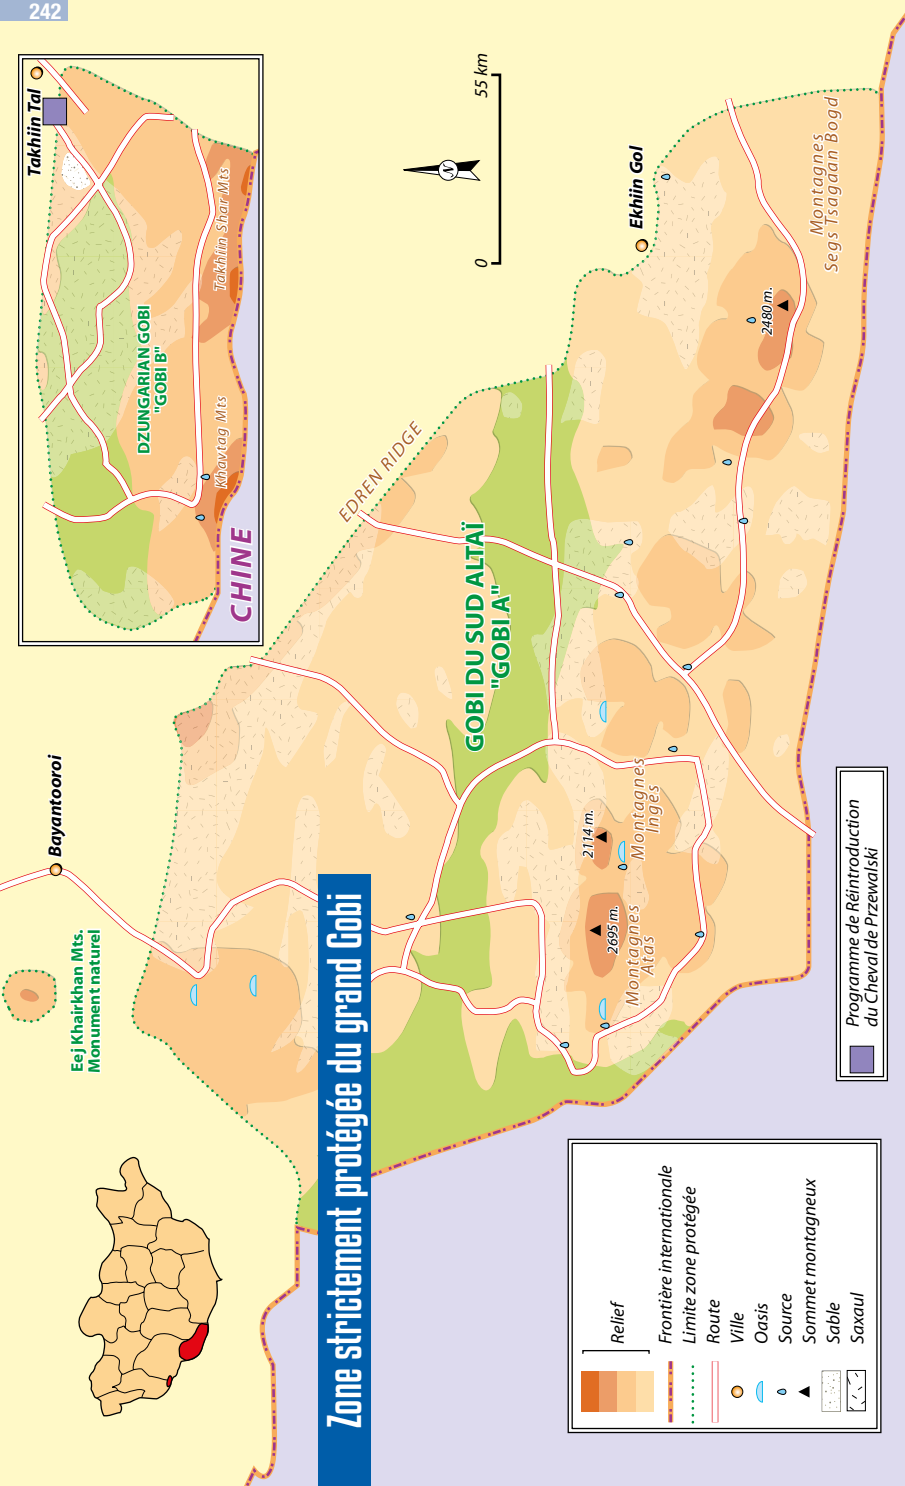 242
Zone strictement protégée du grand Gobi
Takhiin Tal
DZUNGARIAN GOBI
"GOBI B"
Takhiin Shar Mts
Khavtag Mts
CHINE
N
0
55 km
Ekhiin Gol
Montagnes
Segs Tsagaan Bogd
2480 m.
EDREN RIDGE
GOBI DU SUD ALTAÏ
"GOBI A"
Bayantooroi
Eej Khairkhan Mts.
Monument naturel
2114 m.
Montagnes
Inges
2695 m.
Montagnes
Atas
Programme de Réintroduction
du Cheval de Przewalski
Relief
Frontière internationale
Limite zone protégée
Route
Ville
Oasis
Source
Sommet montagneux
Sable
Saxaul